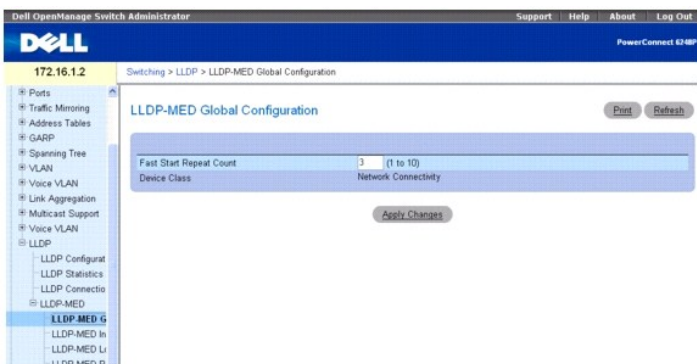 Dell OpenManage Switch Administrator Support Help About Log Out
DELL
PowerConnect 6248P
172.16.1.2
Switching > LLDP > LLDP-MED Global Configuration
Ports
Traffic Mirroring
Address Tables
GARP
Spanning Tree
VLAN
Voice VLAN
Link Aggregation
Multicast Support
Voice VLAN
LLDP
LLDP Configurat
LLDP Statistics
LLDP Connectio
LLDP-MED
LLDP-MED G
LLDP-MED In
LLDP-MED Lo
LLDP-MED R
LLDP-MED Global Configuration
Print Refresh
Fast Start Repeat Count 3 (1 to 10)
Device Class Network Connectivity
Apply Changes